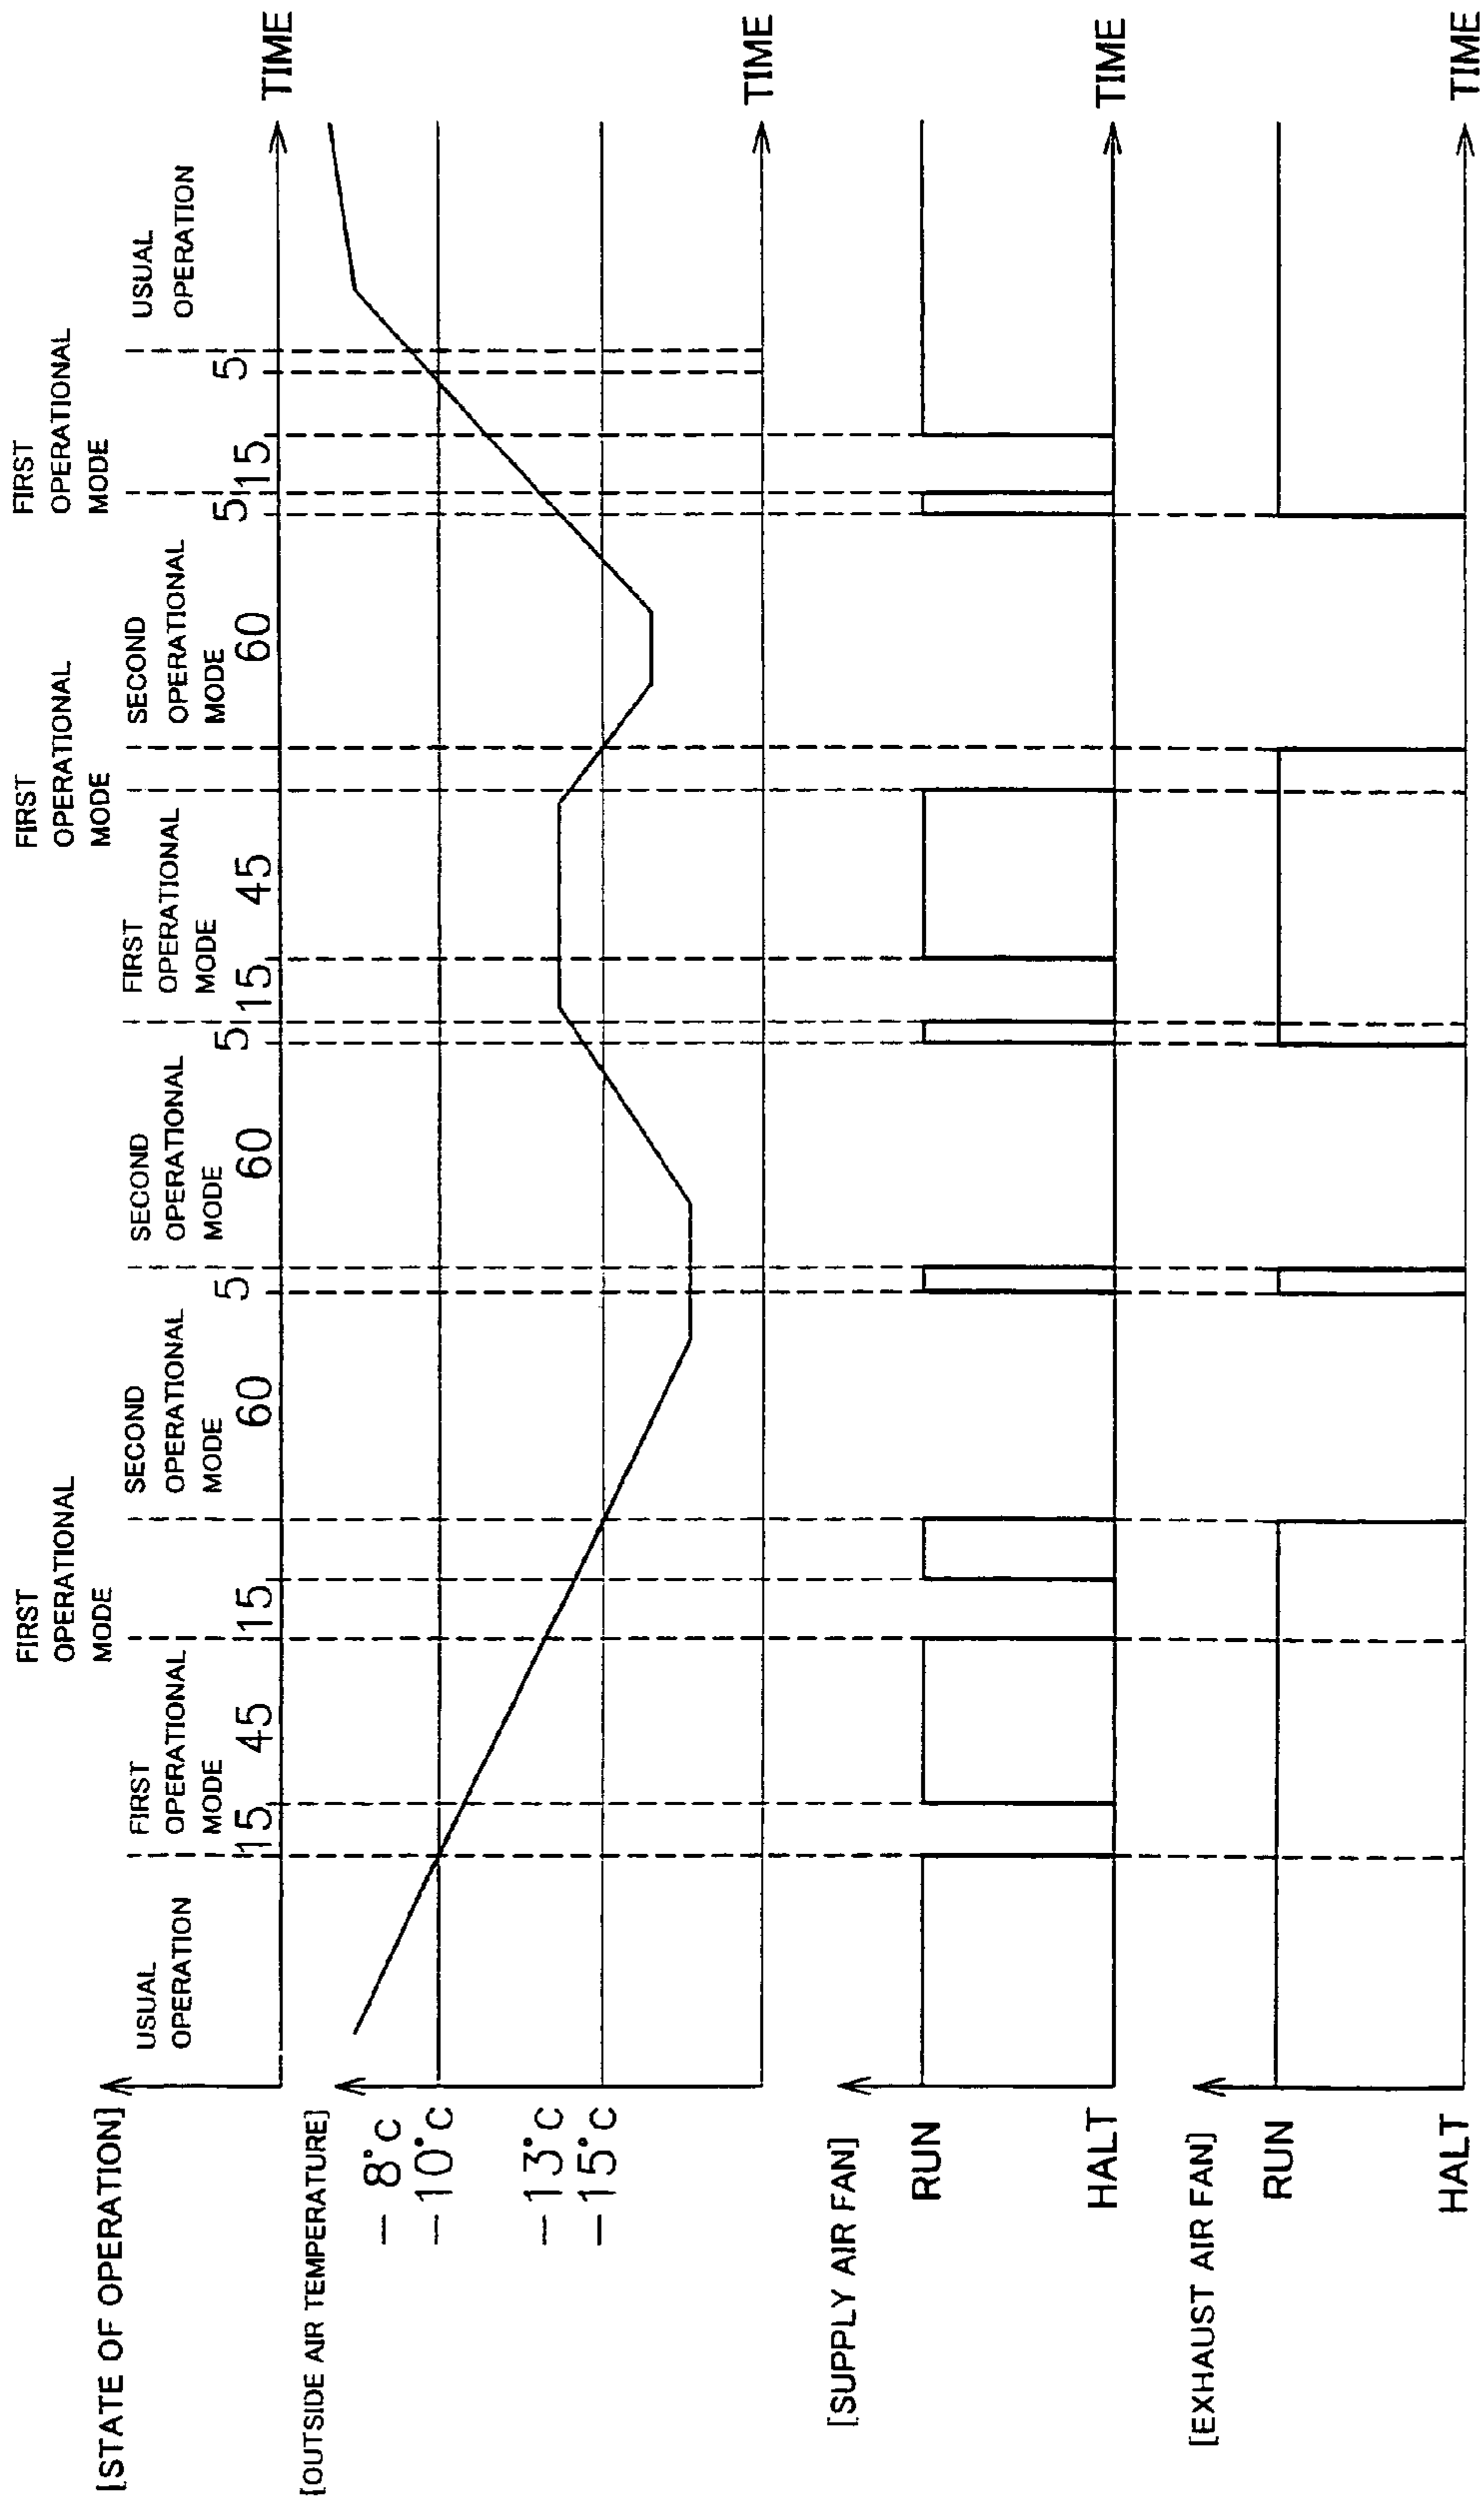 [STATE OF OPERATION]
USUAL
OPERATION
FIRST
OPERATIONAL
MODE
15
45
FIRST
OPERATIONAL
MODE
15
SECOND
OPERATIONAL
MODE
60
5
SECOND
OPERATIONAL
MODE
60
5
FIRST
OPERATIONAL
MODE
15
45
FIRST
OPERATIONAL
MODE
SECOND
OPERATIONAL
MODE
60
FIRST
OPERATIONAL
MODE
5
15
5
USUAL
OPERATION
TIME
[OUTSIDE AIR TEMPERATURE]
- 8°C
-10°C
-13°C
-15°C
TIME
[SUPPLY AIR FAN]
RUN
HALT
TIME
[EXHAUST AIR FAN]
RUN
HALT
TIME